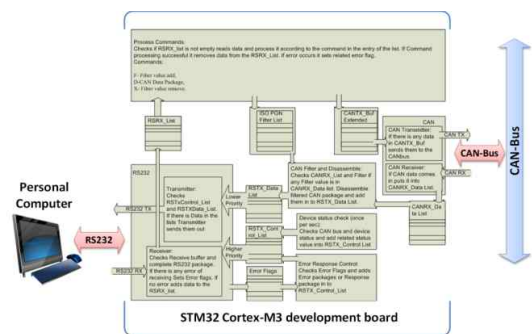 Process Commands:
Checks if RSRX_list is not empty reads data and process it according to the command in the entry of the list. If Command
processing successful it removes data from the RSRX_List. If error occurs it sets related error flag.
Commands:
F- Filter value add,
D-CAN Data Package,
X- Filter value remove.
RSRX_List
ISO PGN
Filter List
CANTX_Buf
Extended
CAN
CAN Transmitter:
if there is any data
in CANTX_Buf
sends them to the
CANbus
CAN TX
CAN Receiver:
if CAN data comes
in puts it into
CANRX_Data List.
CAN RX
CAN-Bus
CAN-Bus
CANRX_Da
ta List
CAN Filter and Disassemble
Checks CANRX_List and Filter if
any Filter value is in
CANRX_Data list. Disassemble
filtered CAN package and add
them in to RSTX_Data List
RS232
Transmitter:
Check
RSTxControl_List
and RSTXData_List.
if there is Data in the
lists Transmitter
sends them out
RS232 TX
Lower
Priority
RSTX_Data
List
Device status check (once
per sec)
Check CAN bus and device
status and add related status
value into RSTX_Control List
RSTX_Cont
rol_List
Higher
Priority
Receiver:
Checks Receive buffer and
complete RS232 package.
If there is any error of
receiving Sets Error flags. If
no error adds data to the
RSRX_list.
RS232 RX
Error Flags
Error Response Control:
Checks Error Flags and adds
Error packages or Response
package in to
RSTX_Control_List
Personal
Computer
RS232
STM32 Cortex-M3 development board